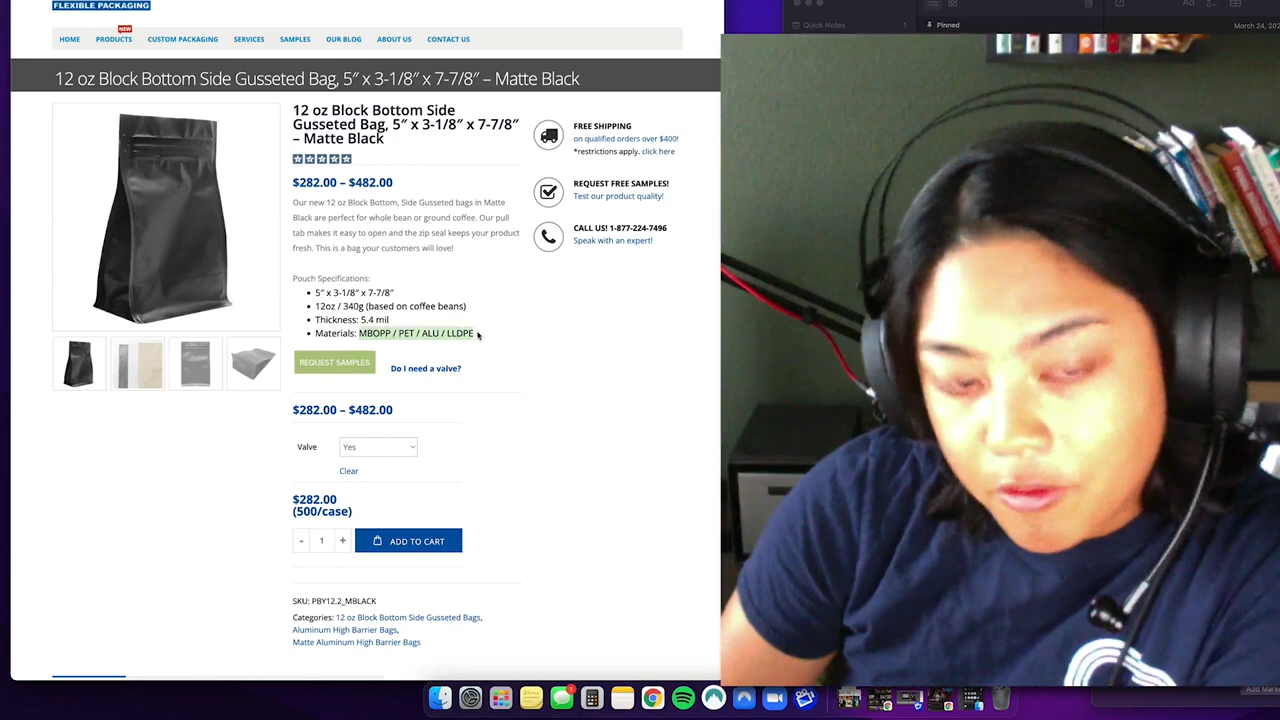 FLEXIBLE PACKAGING
NEW
HOME PRODUCTS CUSTOM PACKAGING SERVICES SAMPLES OUR BLOG ABOUT US CONTACT US
12 oz Block Bottom Side Gusseted Bag, 5″ x 3-1/8″ x 7-7/8″ – Matte Black
12 oz Block Bottom Side
Gusseted Bag, 5″ x 3-1/8″ x 7-7/8″
– Matte Black
$282.00 – $482.00
Our new 12 oz Block Bottom, Side Gusseted bags in Matte
Black are perfect for whole bean or ground coffee. Our pull
tab makes it easy to open and the zip seal keeps your product
fresh. This is a bag your customers will love!
Pouch Specifications:
• 5″ x 3-1/8″ x 7-7/8″
• 12oz / 340g (based on coffee beans)
• Thickness: 5.4 mil
• Materials: MBOPP / PET / ALU / LLDPE
REQUEST SAMPLES
Do I need a valve?
$282.00 – $482.00
Valve Yes
Clear
$282.00
(500/case)
- 1 + ADD TO CART
SKU: PBY12.2_MBLACK
Categories: 12 oz Block Bottom Side Gusseted Bags,
Aluminum High Barrier Bags,
Matte Aluminum High Barrier Bags
FREE SHIPPING
on qualified orders over $400!
*restrictions apply. click here
REQUEST FREE SAMPLES!
Test our product quality!
CALL US! 1-877-224-7496
Speak with an expert!
Quick Notes 1
Pinned
March 24, 202
Aa
1